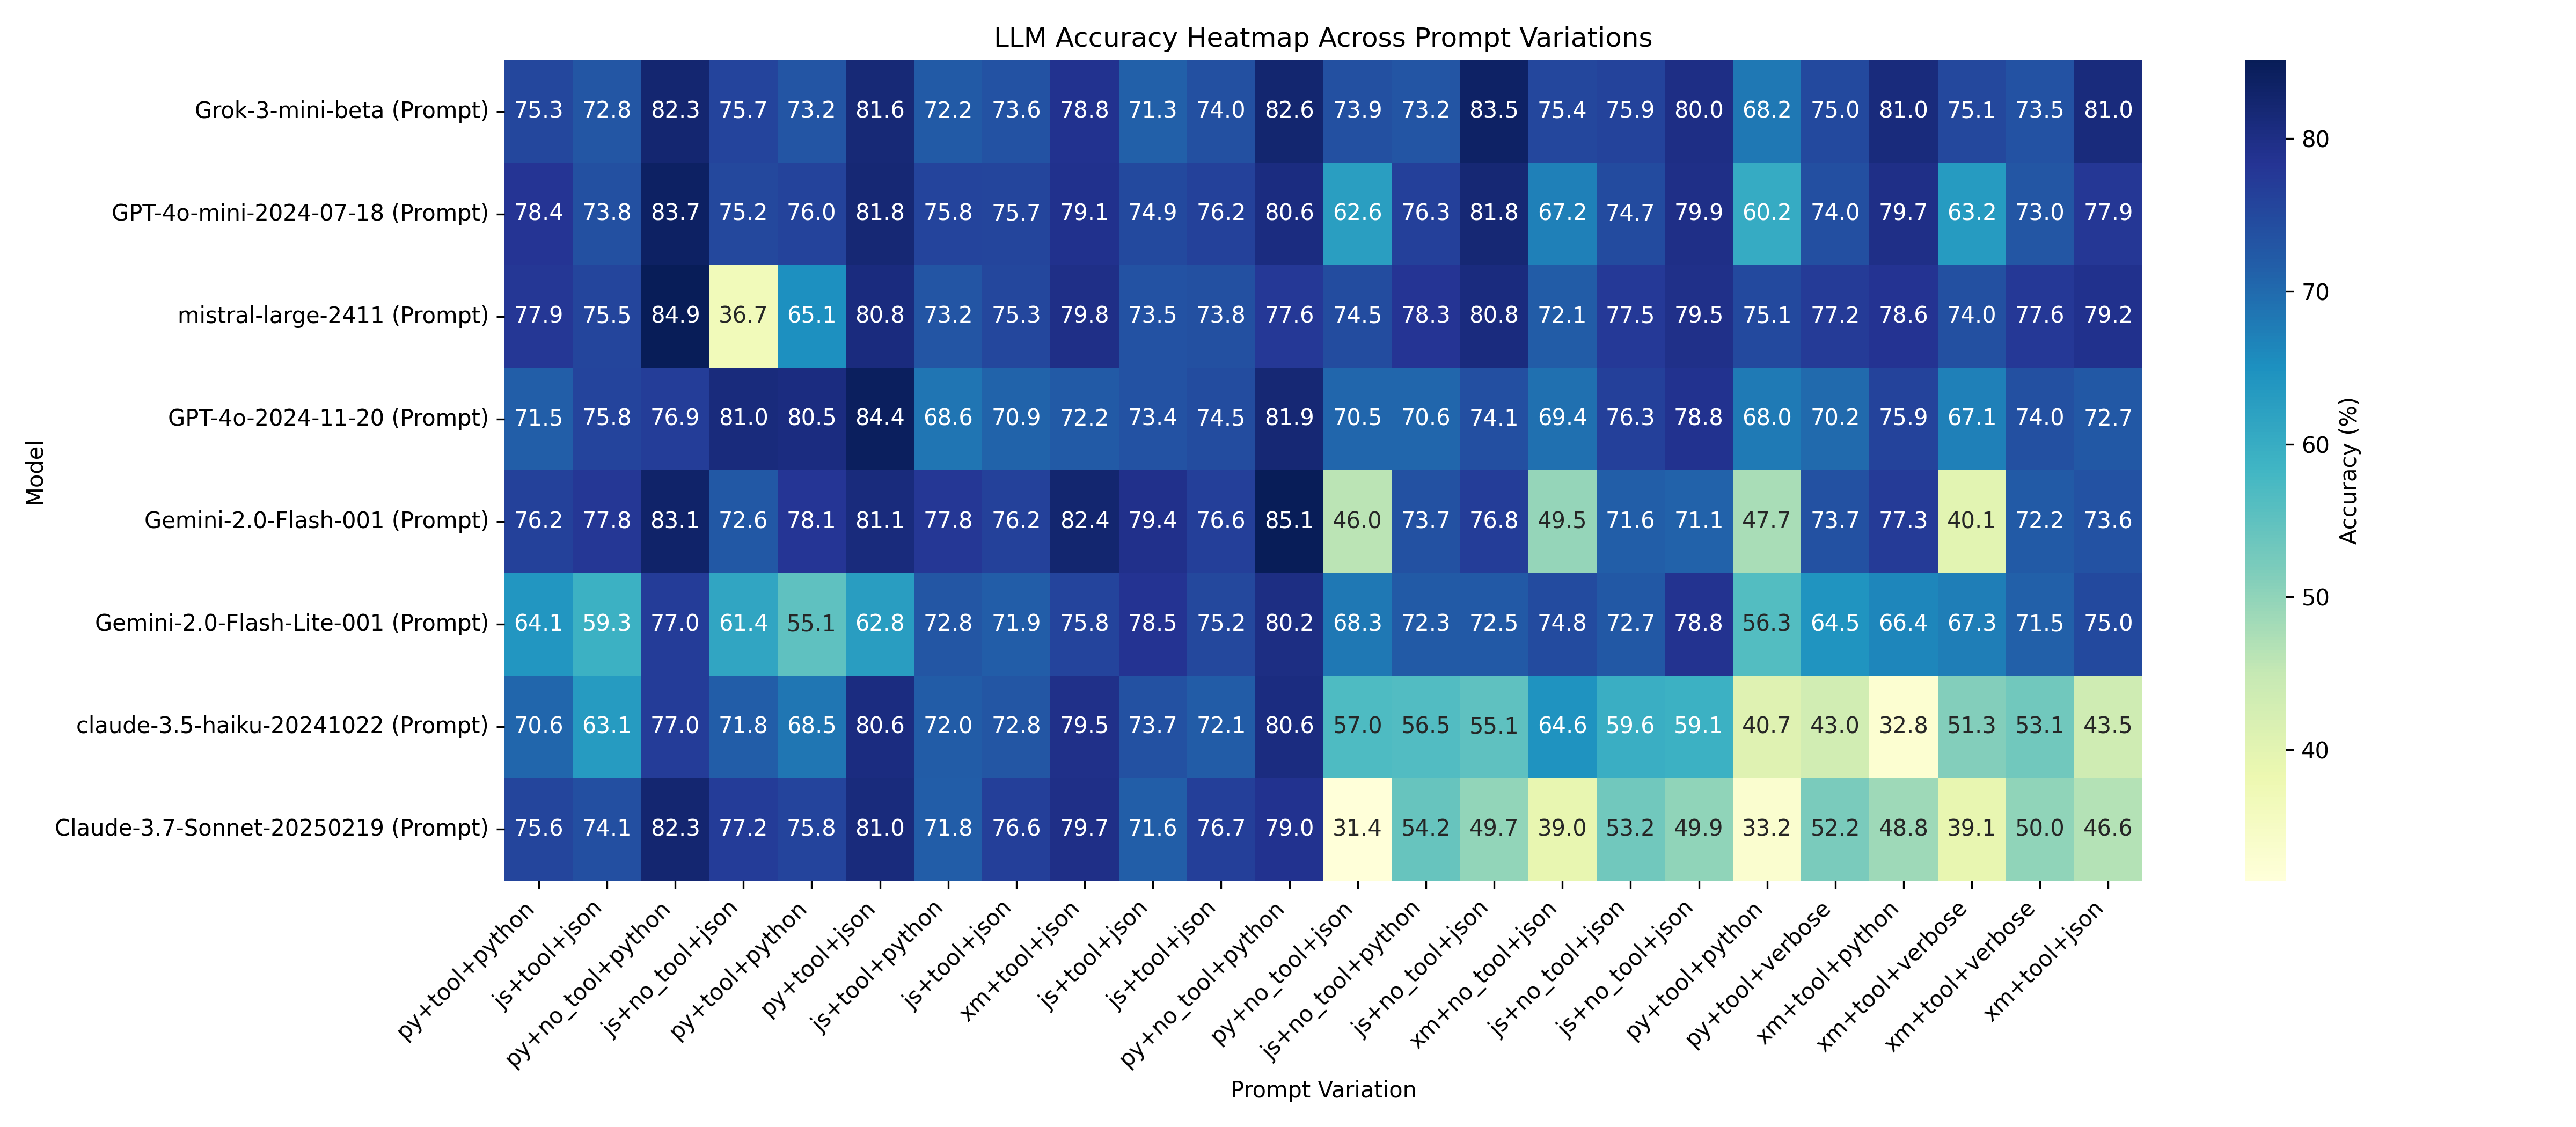 LLM Accuracy Heatmap Across Prompt Variations
Model
Grok-3-mini-beta (Prompt) 75.3 72.8 82.3 75.7 73.2 81.6 72.2 73.6 78.8 71.3 74.0 82.6 73.9 73.2 83.5 75.4 75.9 80.0 68.2 75.0 81.0 75.1 73.5 81.0
GPT-4o-mini-2024-07-18 (Prompt) 78.4 73.8 83.7 75.2 76.0 81.8 75.8 75.7 79.1 74.9 76.2 80.6 62.6 76.3 81.8 67.2 74.7 79.9 60.2 74.0 79.7 63.2 73.0 77.9
mistral-large-2411 (Prompt) 77.9 75.5 84.9 36.7 65.1 80.8 73.2 75.3 79.8 73.5 73.8 77.6 74.5 78.3 80.8 72.1 77.5 79.5 75.1 77.2 78.6 74.0 77.6 79.2
GPT-4o-2024-11-20 (Prompt) 71.5 75.8 76.9 81.0 80.5 84.4 68.6 70.9 72.2 73.4 74.5 81.9 70.5 70.6 74.1 69.4 76.3 78.8 68.0 70.2 75.9 67.1 74.0 72.7
Gemini-2.0-Flash-001 (Prompt) 76.2 77.8 83.1 72.6 78.1 81.1 77.8 76.2 82.4 79.4 76.6 85.1 46.0 73.7 76.8 49.5 71.6 71.1 47.7 73.7 77.3 40.1 72.2 73.6
Gemini-2.0-Flash-Lite-001 (Prompt) 64.1 59.3 77.0 61.4 55.1 62.8 72.8 71.9 75.8 78.5 75.2 80.2 68.3 72.3 72.5 74.8 72.7 78.8 56.3 64.5 66.4 67.3 71.5 75.0
claude-3.5-haiku-20241022 (Prompt) 70.6 63.1 77.0 71.8 68.5 80.6 72.0 72.8 79.5 73.7 72.1 80.6 57.0 56.5 55.1 64.6 59.6 59.1 40.7 43.0 32.8 51.3 53.1 43.5
Claude-3.7-Sonnet-20250219 (Prompt) 75.6 74.1 82.3 77.2 75.8 81.0 71.8 76.6 79.7 71.6 76.7 79.0 31.4 54.2 49.7 39.0 53.2 49.9 33.2 52.2 48.8 39.1 50.0 46.6
py+tool+python
js+tool+json
py+no_tool+python
js+no_tool+json
py+tool+python
py+tool+json
js+tool+python
js+tool+json
xm+tool+json
js+tool+json
js+tool+json
py+no_tool+python
py+no_tool+json
js+no_tool+python
js+no_tool+json
xm+no_tool+json
js+no_tool+json
js+no_tool+json
py+tool+python
py+tool+verbose
xm+tool+python
xm+tool+verbose
xm+tool+verbose
xm+tool+json
Prompt Variation
80
70
60
50
40
Accuracy (%)